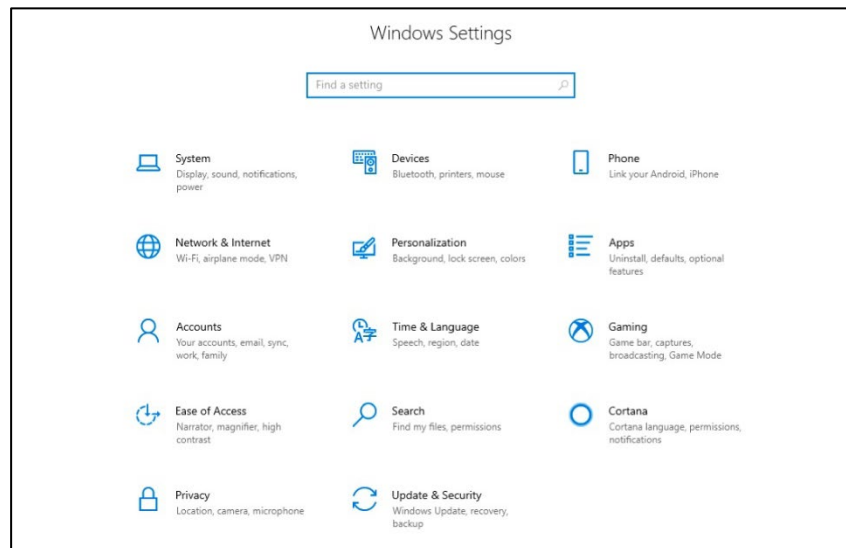 Windows Settings
Find a setting
System
Display, sound, notifications,
power
Devices
Bluetooth, printers, mouse
Phone
Link your Android, iPhone
Network & Internet
Wi-Fi, airplane mode, VPN
Personalization
Background, lock screen, colors
Apps
Uninstall, defaults, optional
features
Accounts
Your accounts, email, sync,
work, family
Time & Language
Speech, region, date
Gaming
Game bar, captures,
broadcasting, Game Mode
Ease of Access
Narrator, magnifier, high
contrast
Search
Find my files, permissions
Cortana
Cortana language, permissions,
notifications
Privacy
Location, camera, microphone
Update & Security
Windows Update, recovery,
backup